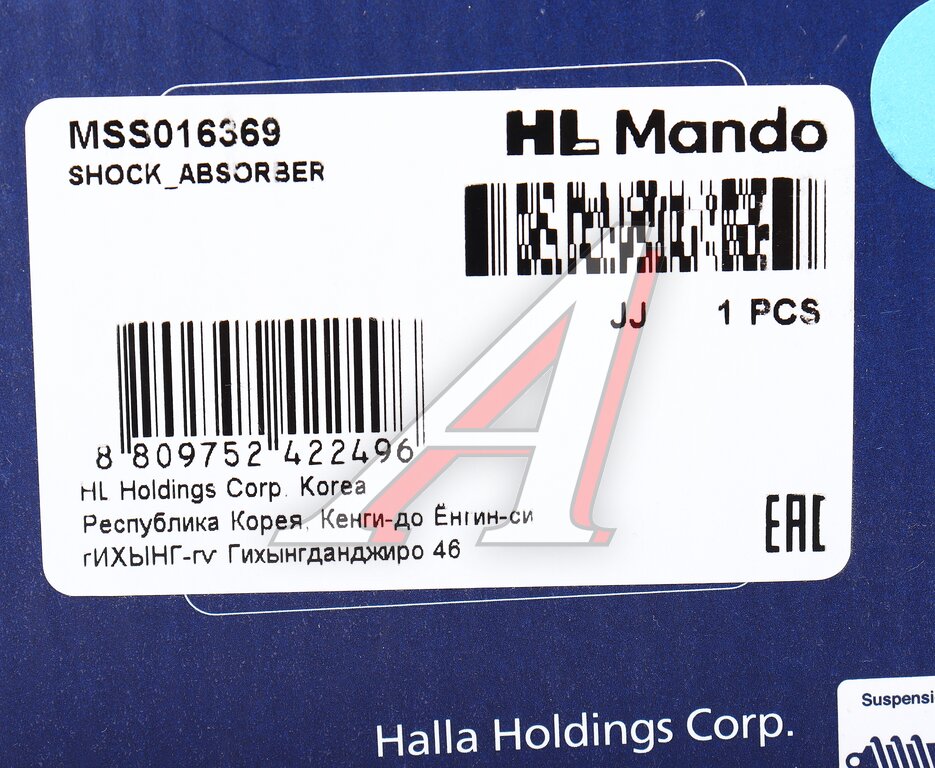 MSS016369
SHOCK_ABSORBER
HL Mando
JJ 1 PCS
8 809752 422496
HL Holdings Corp. Korea
Республика Корея, Кенги-до Ёнгин-си
гИХЫНГ-гу Гихынгданджиро 46
EAC
Halla Holdings Corp.
Suspensi